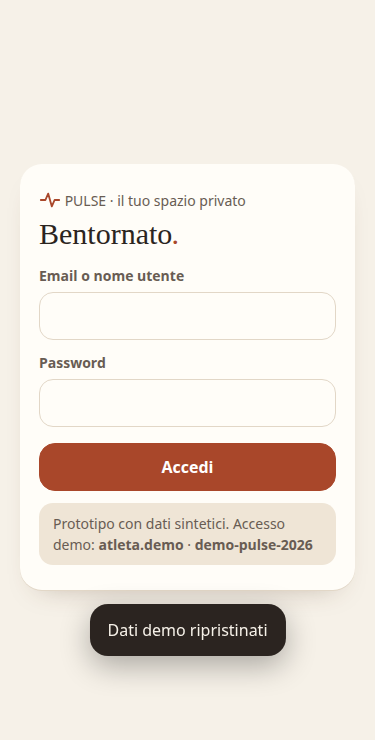 PULSE · il tuo spazio privato
Bentornato.
Email o nome utente
Password
Accedi
Prototipo con dati sintetici. Accesso
demo: atleta.demo · demo-pulse-2026
Dati demo ripristinati